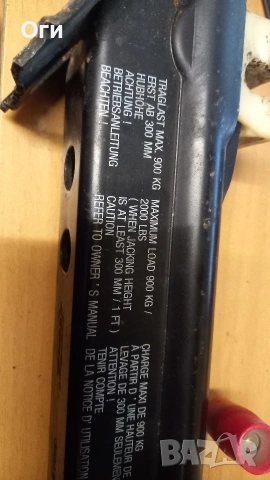 Оги
TRAGLAST MAX. 900 KG
ERST AB 300 MM
HUBHÖHE
ACHTUNG !
BETRIEBSANLEITUNG
BEACHTEN !
MAXIMUM LOAD 900 KG /
2000 LBS
( WHEN JACKING HEIGHT
IS AT LEAST 300 MM / 1 FT )
CAUTION
REFER TO OWNER ' S MANUAL
CHARGE MAXI DE 900 KG
A PARTIR D ' UNE HAUTEUR
LEVAGE DE 300 MM SEULEMENT
ATTENTION !
TENIR COMPTE
DE LA NOTICE D' UTILISATION
bazar.bg